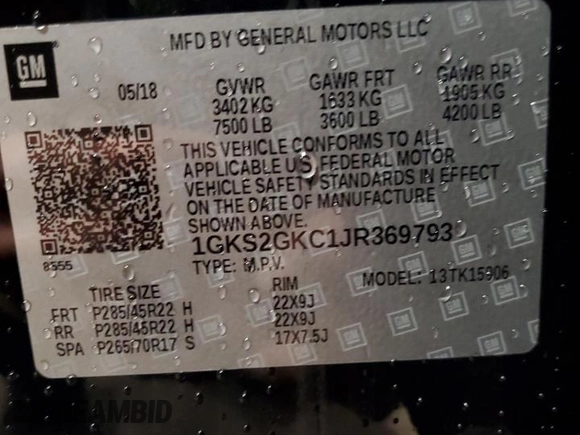 MFD BY GENERAL MOTORS LLC
GM
05/18
GVWR GAWR FRT GAWR RR
3402 KG 1633 KG 1905 KG
7500 LB 3600 LB 4200 LB
THIS VEHICLE CONFORMS TO ALL
APPLICABLE U.S. FEDERAL MOTOR
VEHICLE SAFETY STANDARDS IN EFFECT
ON THE DATE OF MANUFACTURE
SHOWN ABOVE.
1GKS2GKC1JR369793
8355
TYPE: M.P.V. MODEL: 13TK15906
TIRE SIZE RIM
FRT P285/45R22 H 22X9J
RR P285/45R22 H 22X9J
SPA P265/70R17 S 17X7.5J